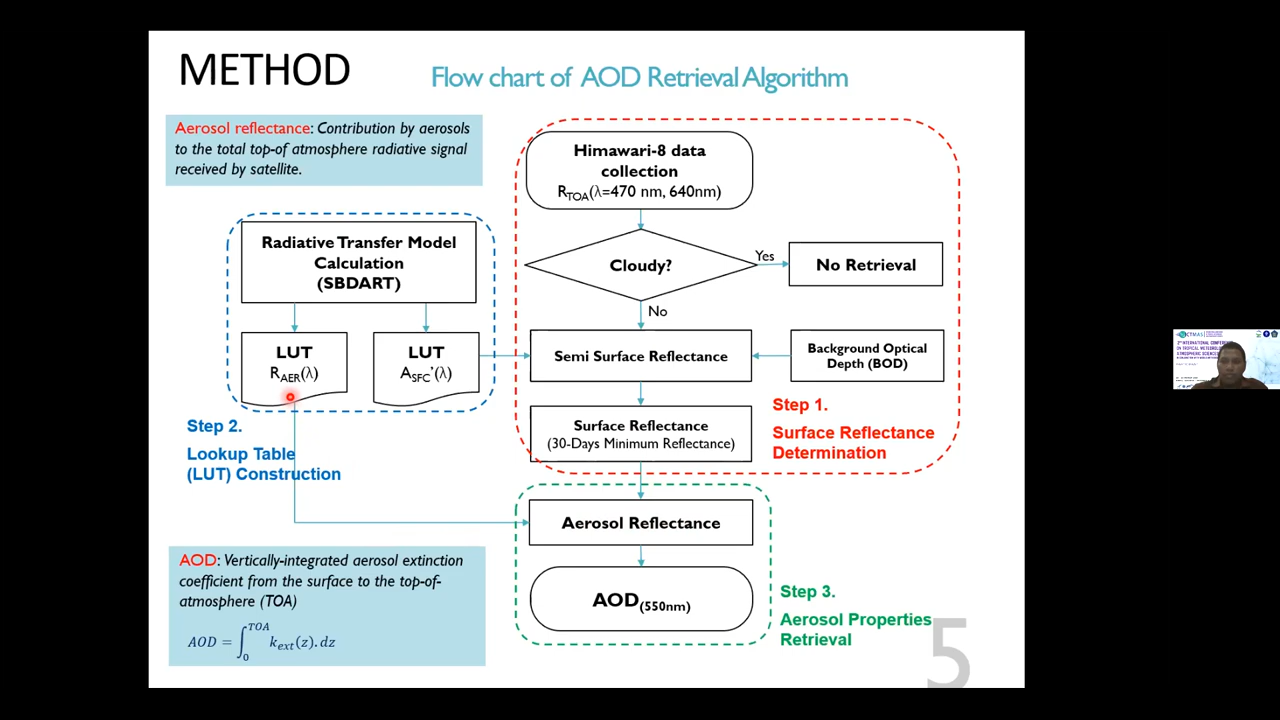 METHOD
Flow chart of AOD Retrieval Algorithm
Aerosol reflectance: Contribution by aerosols
to the total top-of atmosphere radiative signal
received by satellite.
Himawari-8 data
collection
R_TOA(λ=470 nm, 640nm)
Cloudy?
Yes
No Retrieval
No
Radiative Transfer Model
Calculation
(SBDART)
LUT
R_AER(λ)
LUT
A_SFC'(λ)
Semi Surface Reflectance
Background Optical
Depth (BOD)
Step 1.
Surface Reflectance
Determination
Surface Reflectance
(30-Days Minimum Reflectance)
Step 2.
Lookup Table
(LUT) Construction
Aerosol Reflectance
AOD(550nm)
Step 3.
Aerosol Properties
Retrieval
AOD: Vertically-integrated aerosol extinction
coefficient from the surface to the top-of-
atmosphere (TOA)
AOD = ∫_0^TOA k_ext(z). dz
5